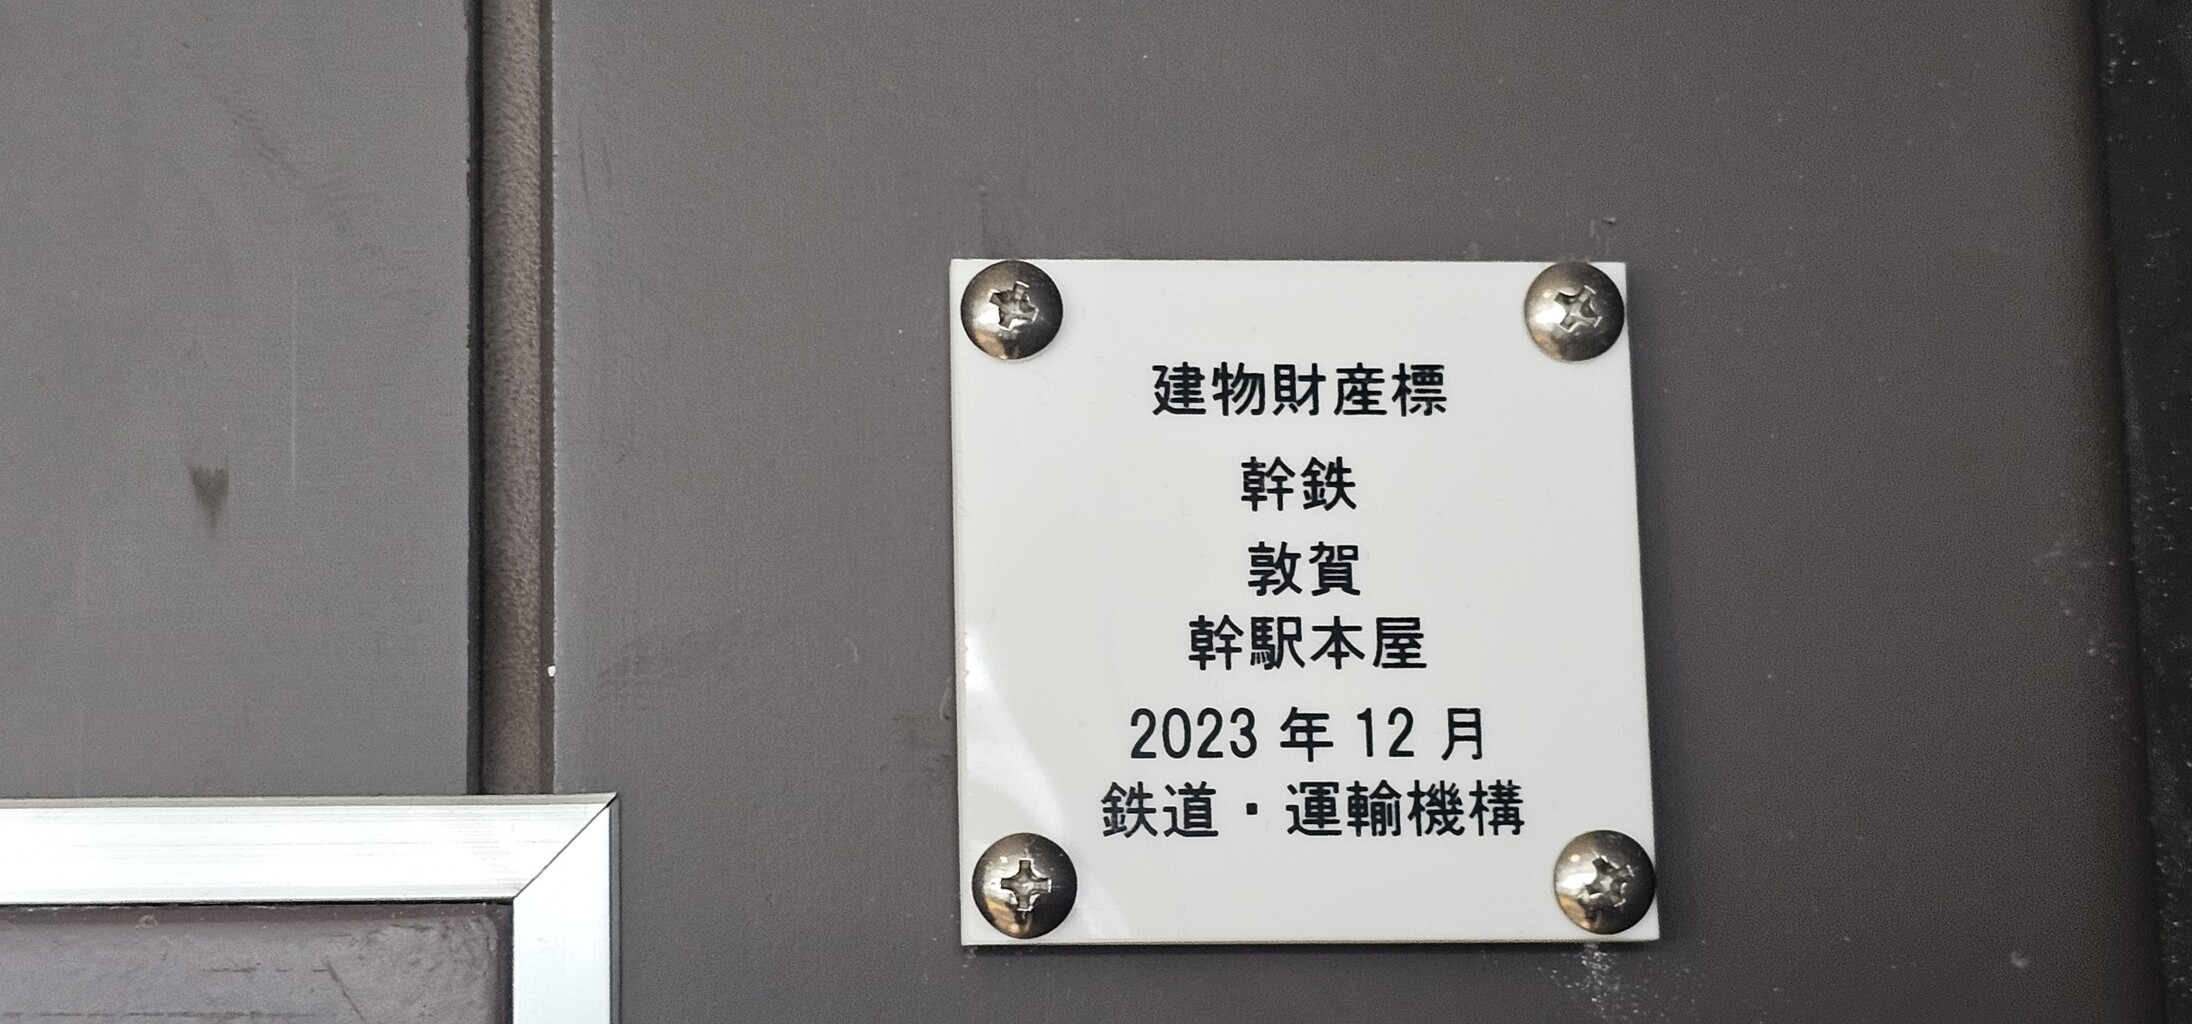 建物財産標
幹鉄
敦賀
幹駅本屋
2023 年 12 月
鉄道・運輸機構